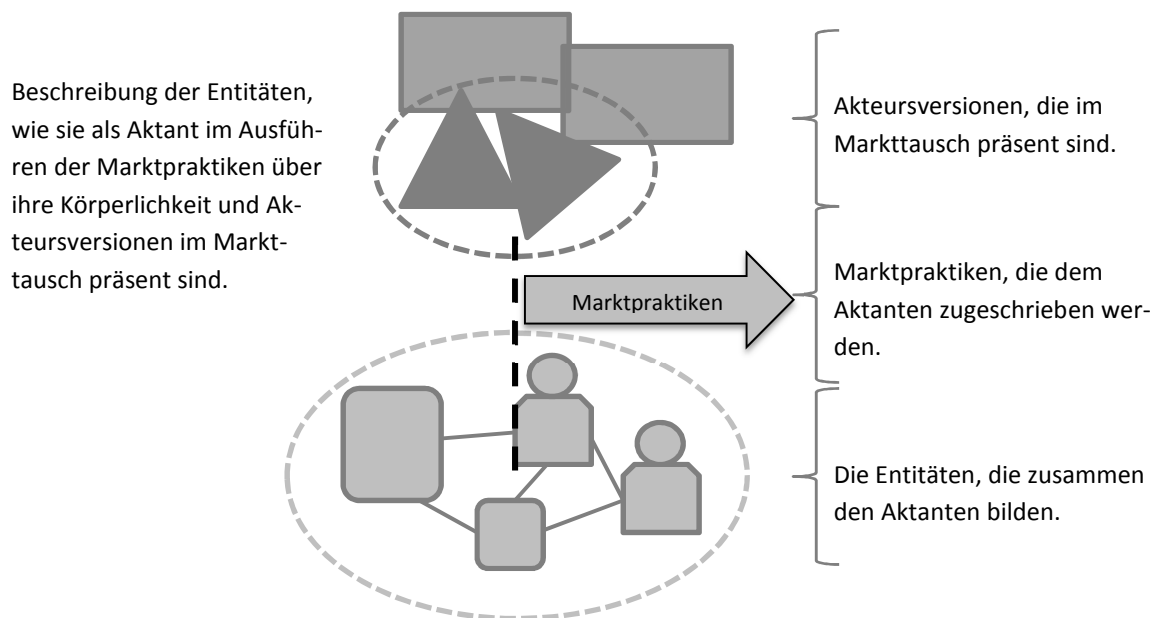 Beschreibung der Entitäten,
wie sie als Aktant im Ausfüh-
ren der Marktpraktiken über
ihre Körperlichkeit und Ak-
teursversionen im Markt-
tausch präsent sind.
Akteursversionen, die im
Markttausch präsent sind.
Marktpraktiken
Marktpraktiken, die dem
Aktanten zugeschrieben wer-
den.
Die Entitäten, die zusammen
den Aktanten bilden.